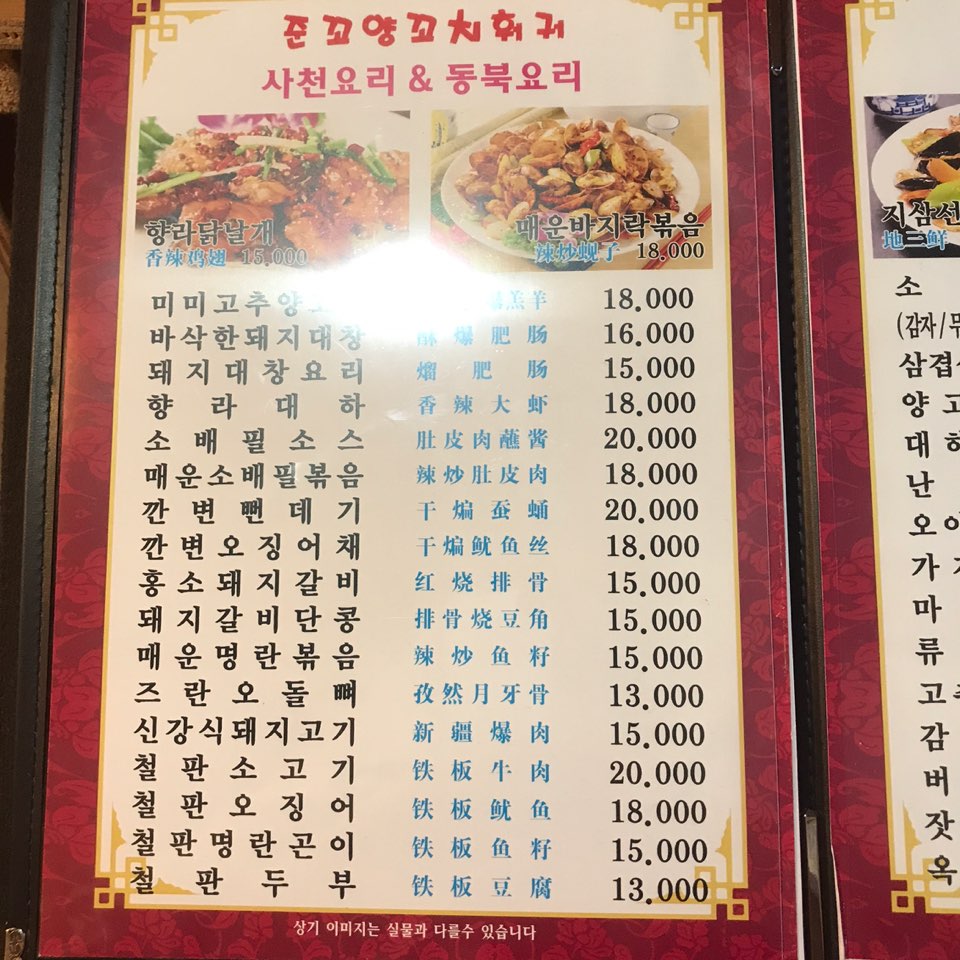 준꼬양꼬치훠궈
사천요리 & 동북요리
향라닭날개
香辣鸡翅 15,000
매운바지락볶음
辣炒蚬子 18,000
미미고추양 羔羊 18.000
바삭한돼지대창 酥爆肥肠 16.000
돼지대창요리 熘肥肠 15.000
향라대하 香辣大虾 18.000
소배필소스 肚皮肉蘸酱 20.000
매운소배필볶음 辣炒肚皮肉 18.000
깐변뻔데기 干煸蚕蛹 20.000
깐변오징어채 干煸鱿鱼丝 18.000
홍소돼지갈비 红烧排骨 15.000
돼지갈비단콩 排骨烧豆角 15.000
매운명란볶음 辣炒鱼籽 15.000
즈란오돌뼈 孜然月牙骨 13.000
신강식돼지고기 新疆爆肉 15.000
철판소고기 铁板牛肉 20.000
철판오징어 铁板鱿鱼 18.000
철판명란곤이 铁板鱼籽 15.000
철판두부 铁板豆腐 13.000
상기 이미지는 실물과 다를수 있습니다
지삼선
地三鲜
소
(감자/무
삼겹
양고
대하
난
오이
가지
마
류
고추
감
버
잣
옥